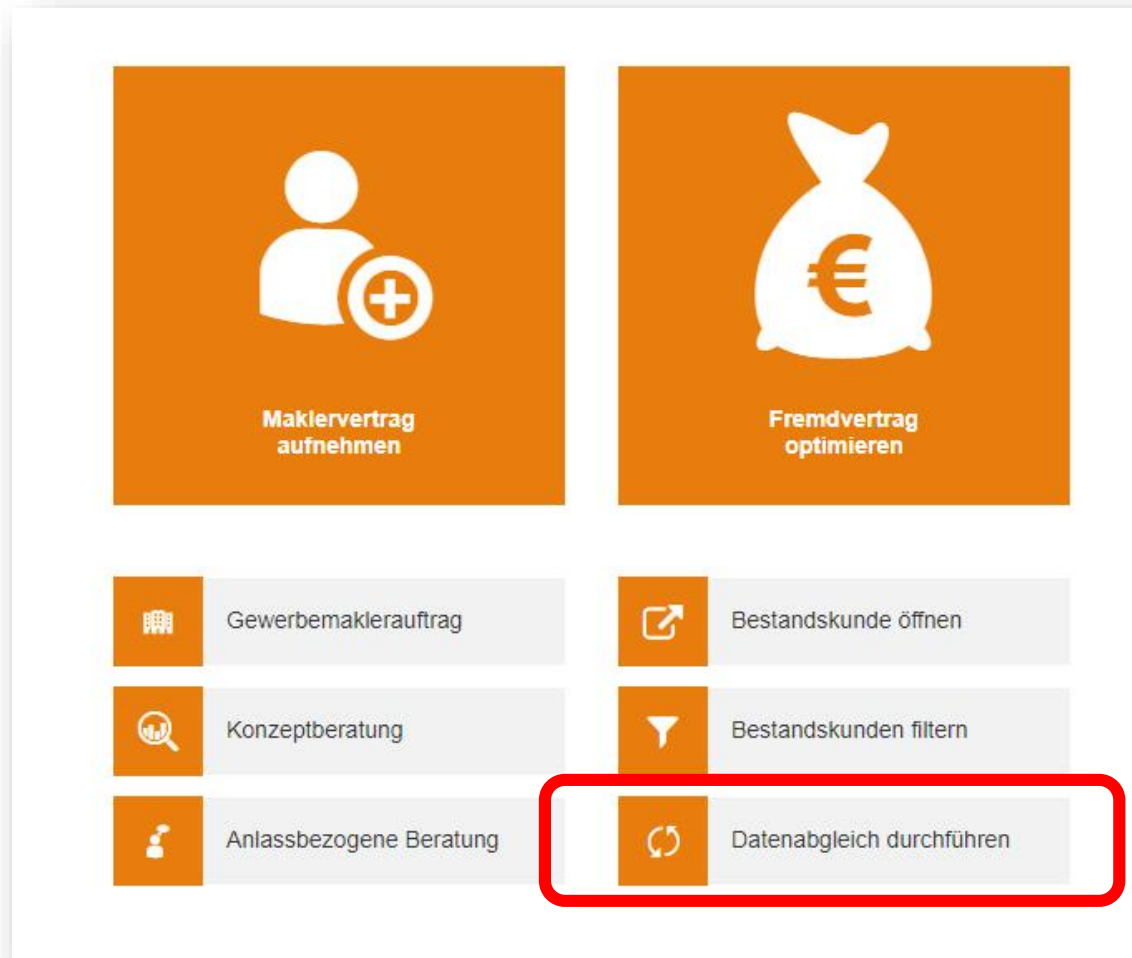 Maklervertrag
aufnehmen
Fremdvertrag
optimieren
Gewerbemaklerauftrag
Bestandskunde öffnen
Konzeptberatung
Bestandskunden filtern
Anlassbezogene Beratung
Datenabgleich durchführen